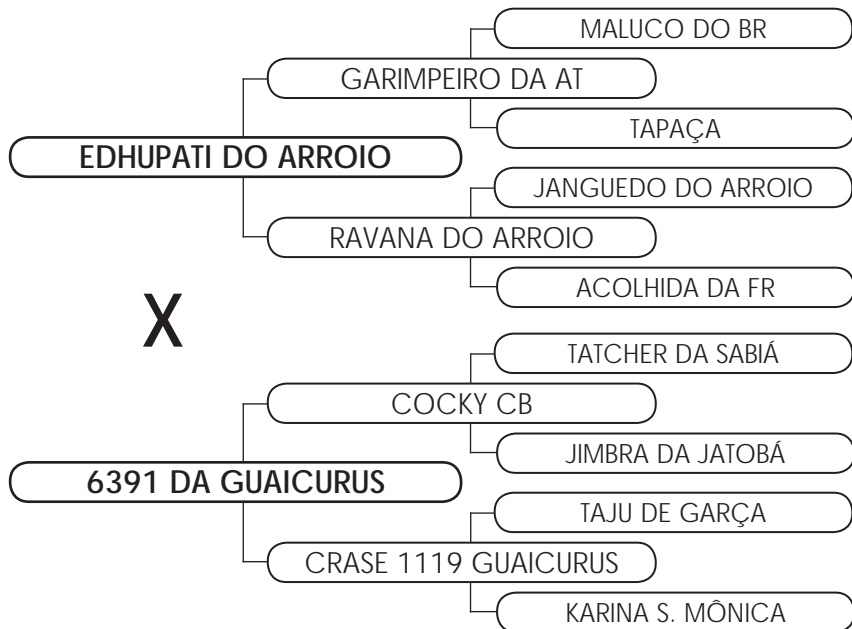 MALUCO DO BR
GARIMPEIRO DA AT
TAPAÇA
EDHUPATI DO ARROIO
JANGUEDO DO ARROIO
RAVANA DO ARROIO
ACOLHIDA DA FR
X
TATCHER DA SABIÁ
COCKY CB
JIMBRA DA JATOBÁ
6391 DA GUAICURUS
TAJU DE GARÇA
CRASE 1119 GUAICURUS
KARINA S. MÔNICA